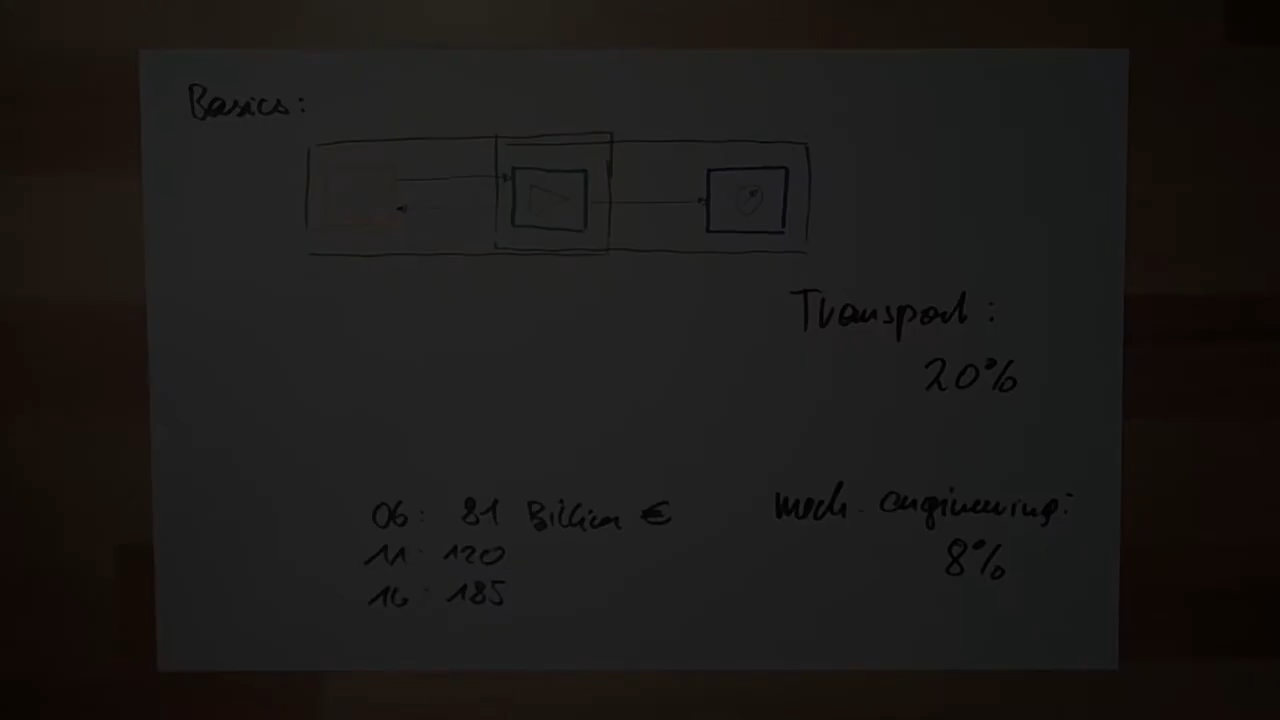 Basics:
Transport:
20%
06: 81 Billion €
11: 120
16: 185
mech. engineering:
8%